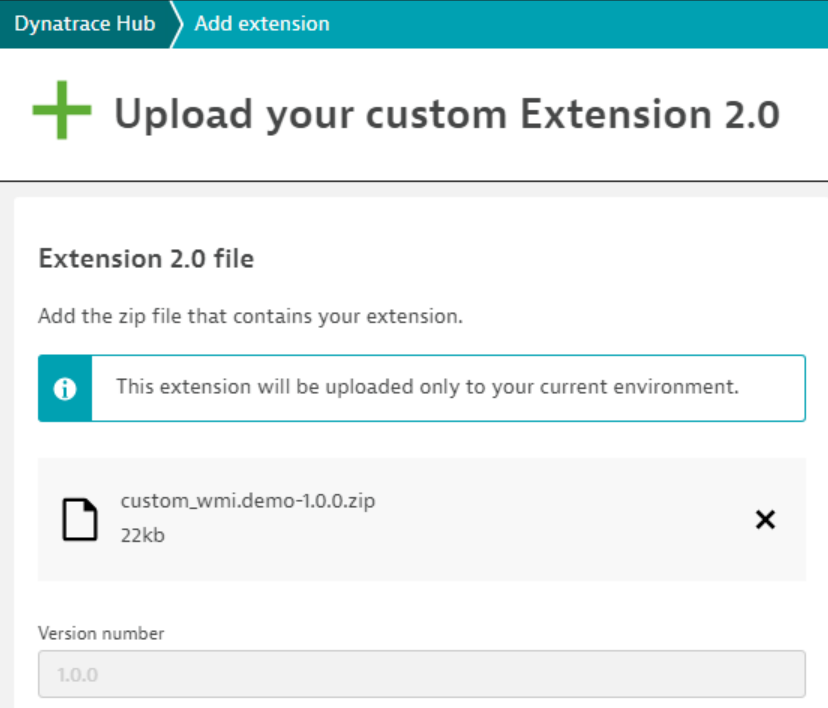 Dynatrace Hub
Add extension
Upload your custom Extension 2.0
Extension 2.0 file
Add the zip file that contains your extension.
This extension will be uploaded only to your current environment.
custom_wmi.demo-1.0.0.zip
22kb
Version number
1.0.0